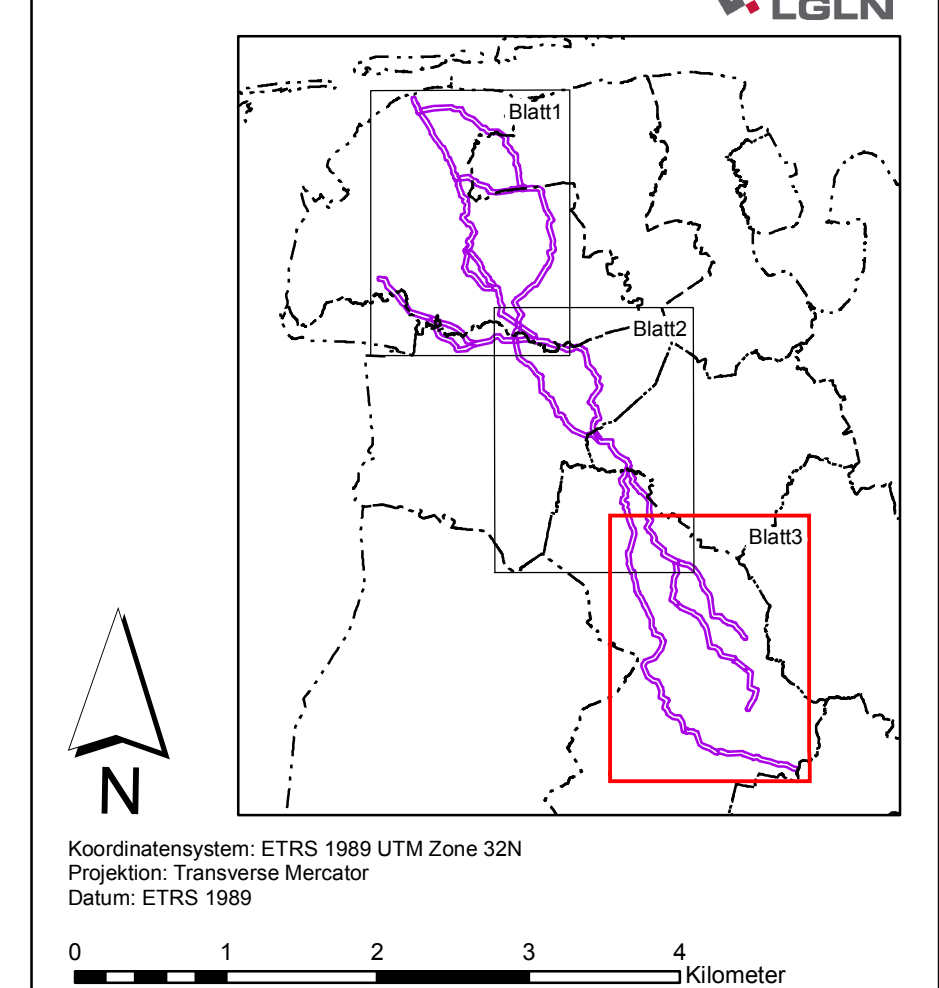 LGLN
Blatt1
Blatt2
Blatt3
N
Koordinatensystem: ETRS 1989 UTM Zone 32N
Projektion: Transverse Mercator
Datum: ETRS 1989
0 1 2 3 4
Kilometer